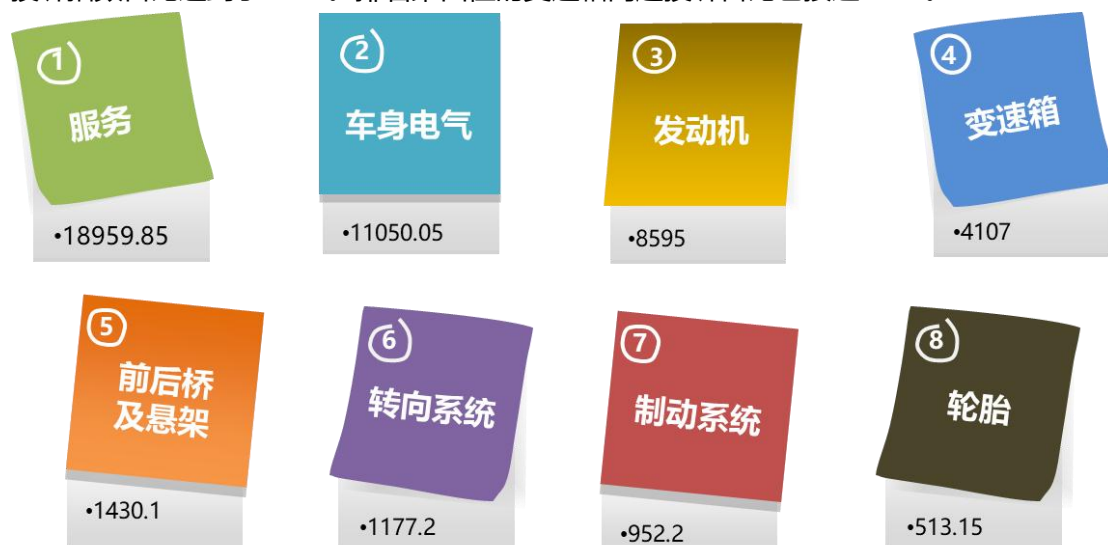 ①
服务
•18959.85
②
车身电气
•11050.05
③
发动机
•8595
④
变速箱
•4107
⑤
前后桥
及悬架
•1430.1
⑥
转向系统
•1177.2
⑦
制动系统
•952.2
⑧
轮胎
•513.15